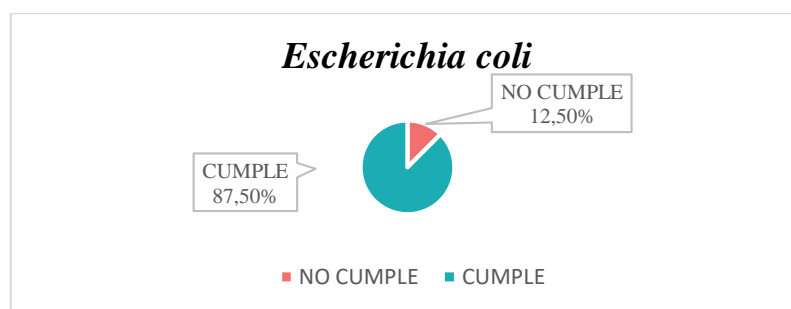 Escherichia coli
NO CUMPLE
12,50%
CUMPLE
87,50%
NO CUMPLE
CUMPLE